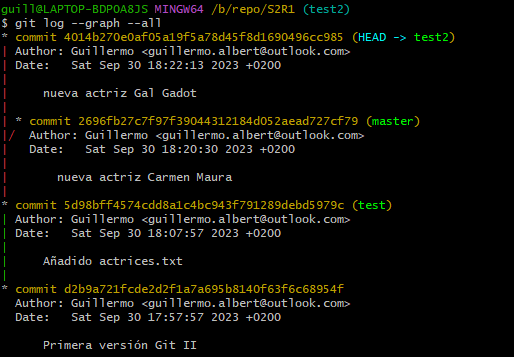 guill@LAPTOP-BDPOA8JS MINGW64 /b/repo/S2R1 (test2)
$ git log --graph --all
* commit 4014b270e0af05a19f5a78d45f8d1690496cc985 (HEAD -> test2)
| Author: Guillermo <guillermo.albert@outlook.com>
| Date:   Sat Sep 30 18:22:13 2023 +0200
|
|     nueva actriz Gal Gadot
|
| * commit 2696fb27c7f97f39044312184d052aead727cf79 (master)
|/  Author: Guillermo <guillermo.albert@outlook.com>
|   Date:   Sat Sep 30 18:20:30 2023 +0200
|
|       nueva actriz Carmen Maura
|
* commit 5d98bff4574cdd8a1c4bc943f791289debd5979c (test)
| Author: Guillermo <guillermo.albert@outlook.com>
| Date:   Sat Sep 30 18:07:57 2023 +0200
|
|     Añadido actrices.txt
|
* commit d2b9a721fcde2d2f1a7a695b8140f63f6c68954f
  Author: Guillermo <guillermo.albert@outlook.com>
  Date:   Sat Sep 30 17:57:57 2023 +0200

      Primera versión Git II